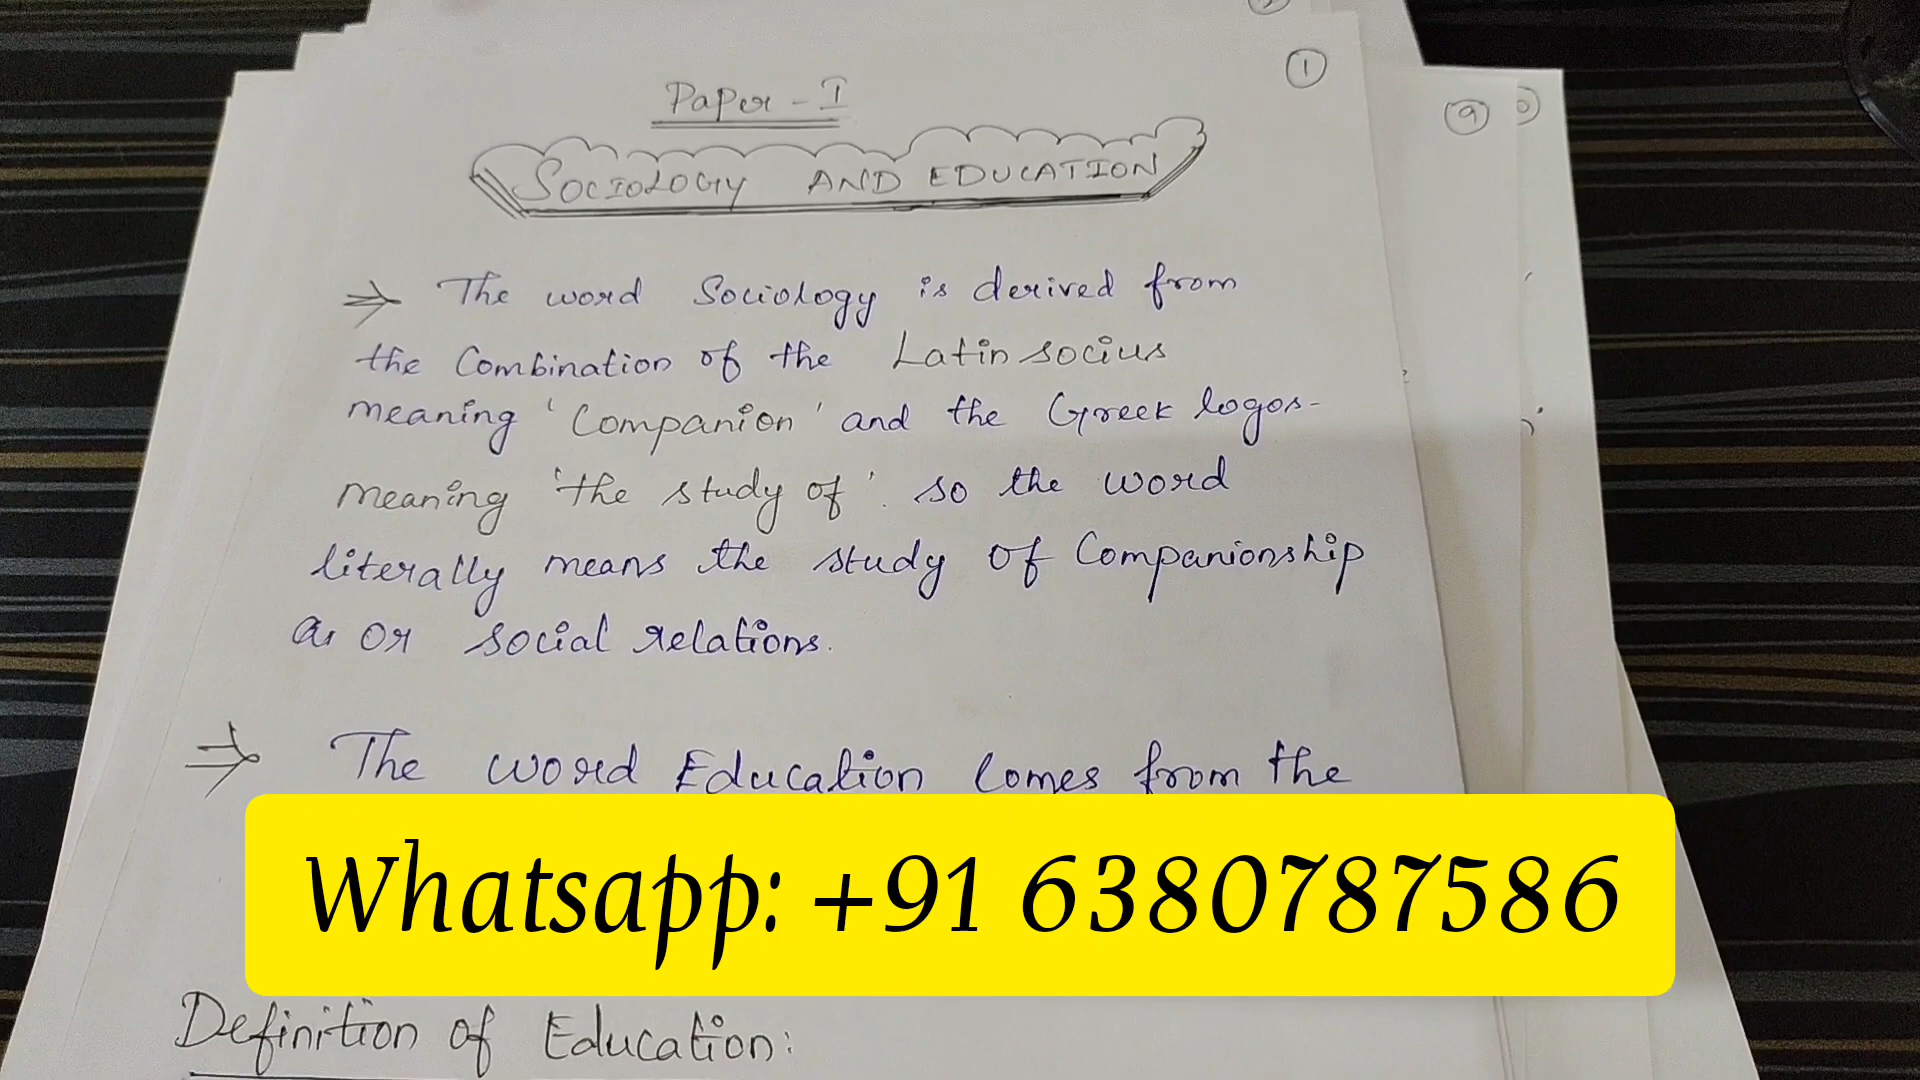 1
Paper - I
9
SOCIOLOGY AND EDUCATION
⇒ The word Sociology is derived from
the Combination of the Latin socius
meaning 'Companion' and the Greek logos-
meaning 'the study of'. so the word
literally means the study of Companionship
or social relations.
⇒ The word Education Comes from the
Whatsapp: +91 6380787586
Definition of Education: